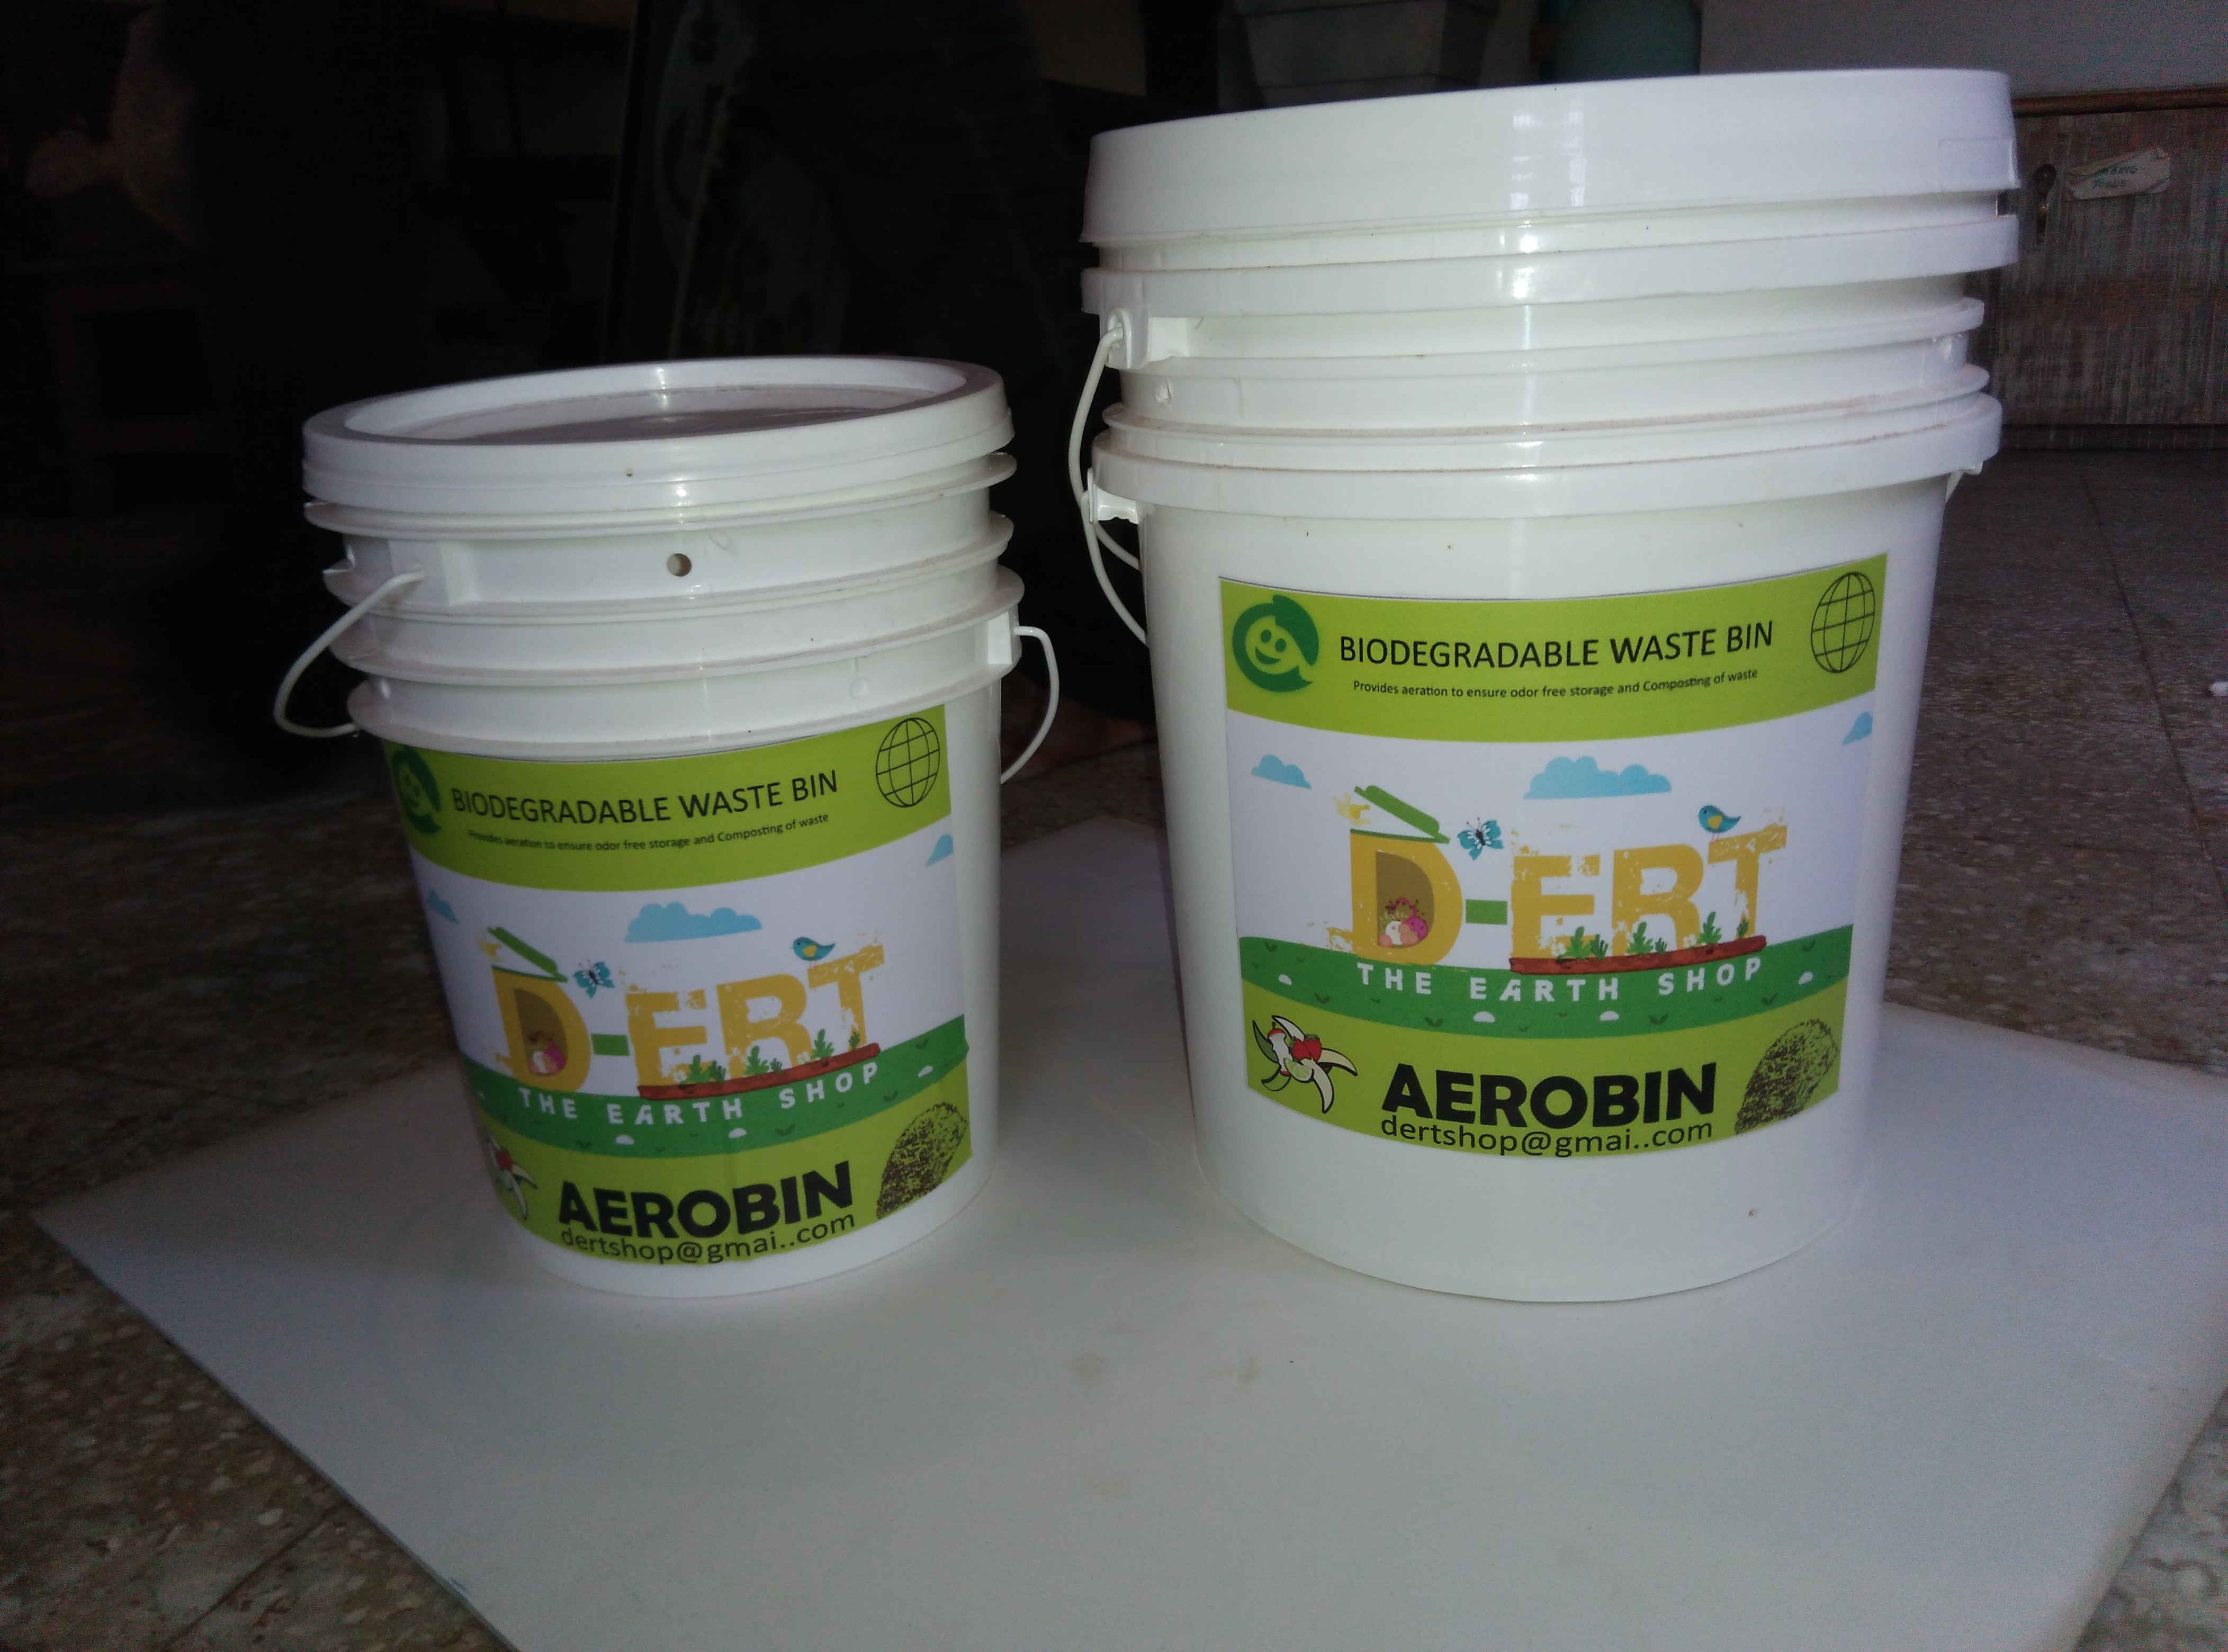 BIODEGRADABLE WASTE BIN
Provides aeration to ensure odor free storage and Composting of waste
D-ERT
THE EARTH SHOP
AEROBIN
dertshop@gmai..com
BIODEGRADABLE WASTE BIN
Provides aeration to ensure odor free storage and Composting of waste
D-ERT
THE EARTH SHOP
AEROBIN
dertshop@gmai..com